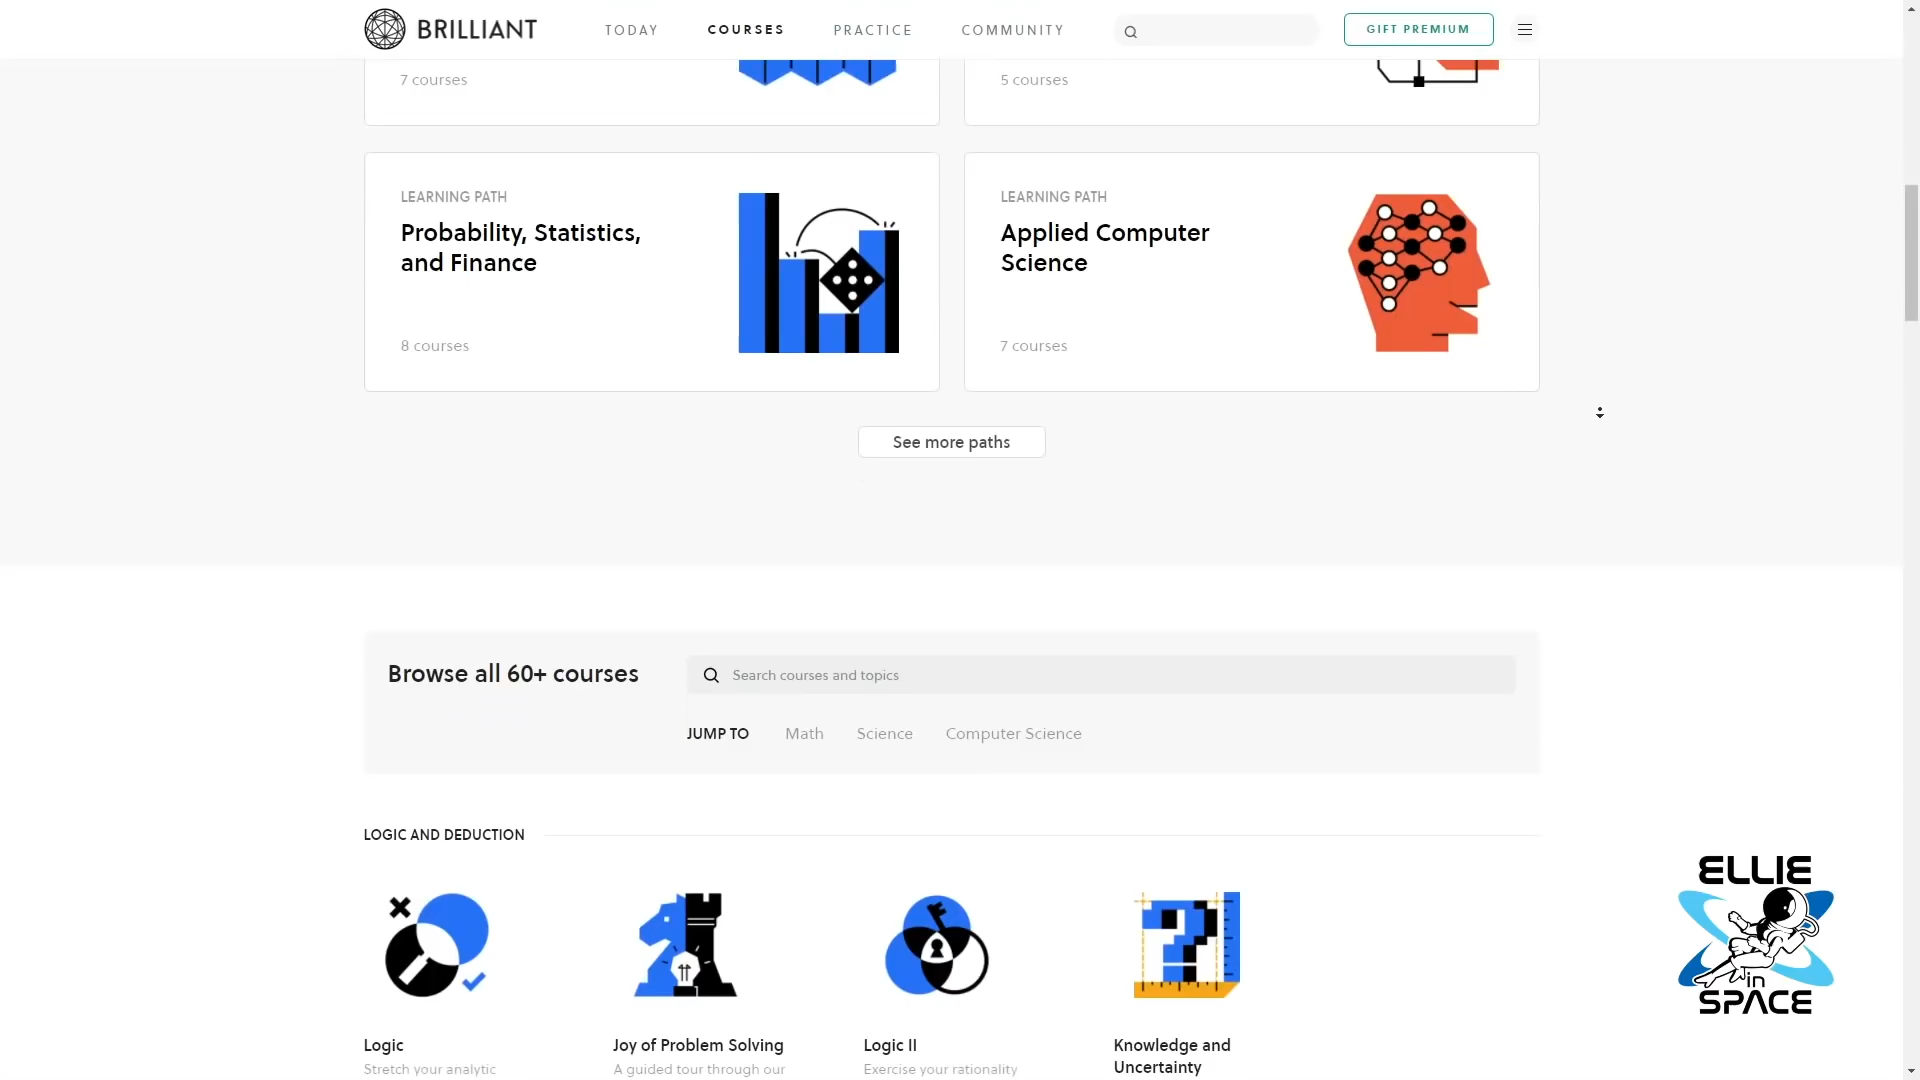 BRILLIANT
TODAY
COURSES
PRACTICE
COMMUNITY
GIFT PREMIUM
7 courses
5 courses
LEARNING PATH
Probability, Statistics,
and Finance
8 courses
LEARNING PATH
Applied Computer
Science
7 courses
See more paths
Browse all 60+ courses
Search courses and topics
JUMP TO
Math
Science
Computer Science
LOGIC AND DEDUCTION
Logic
Stretch your analytic
Joy of Problem Solving
A guided tour through our
Logic II
Exercise your rationality
Knowledge and
Uncertainty
ELLIE
in
SPACE